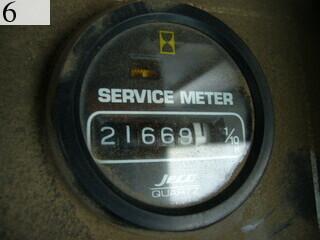 6
SERVICE METER
21669
1/10
H
Jeco
QUARTZ